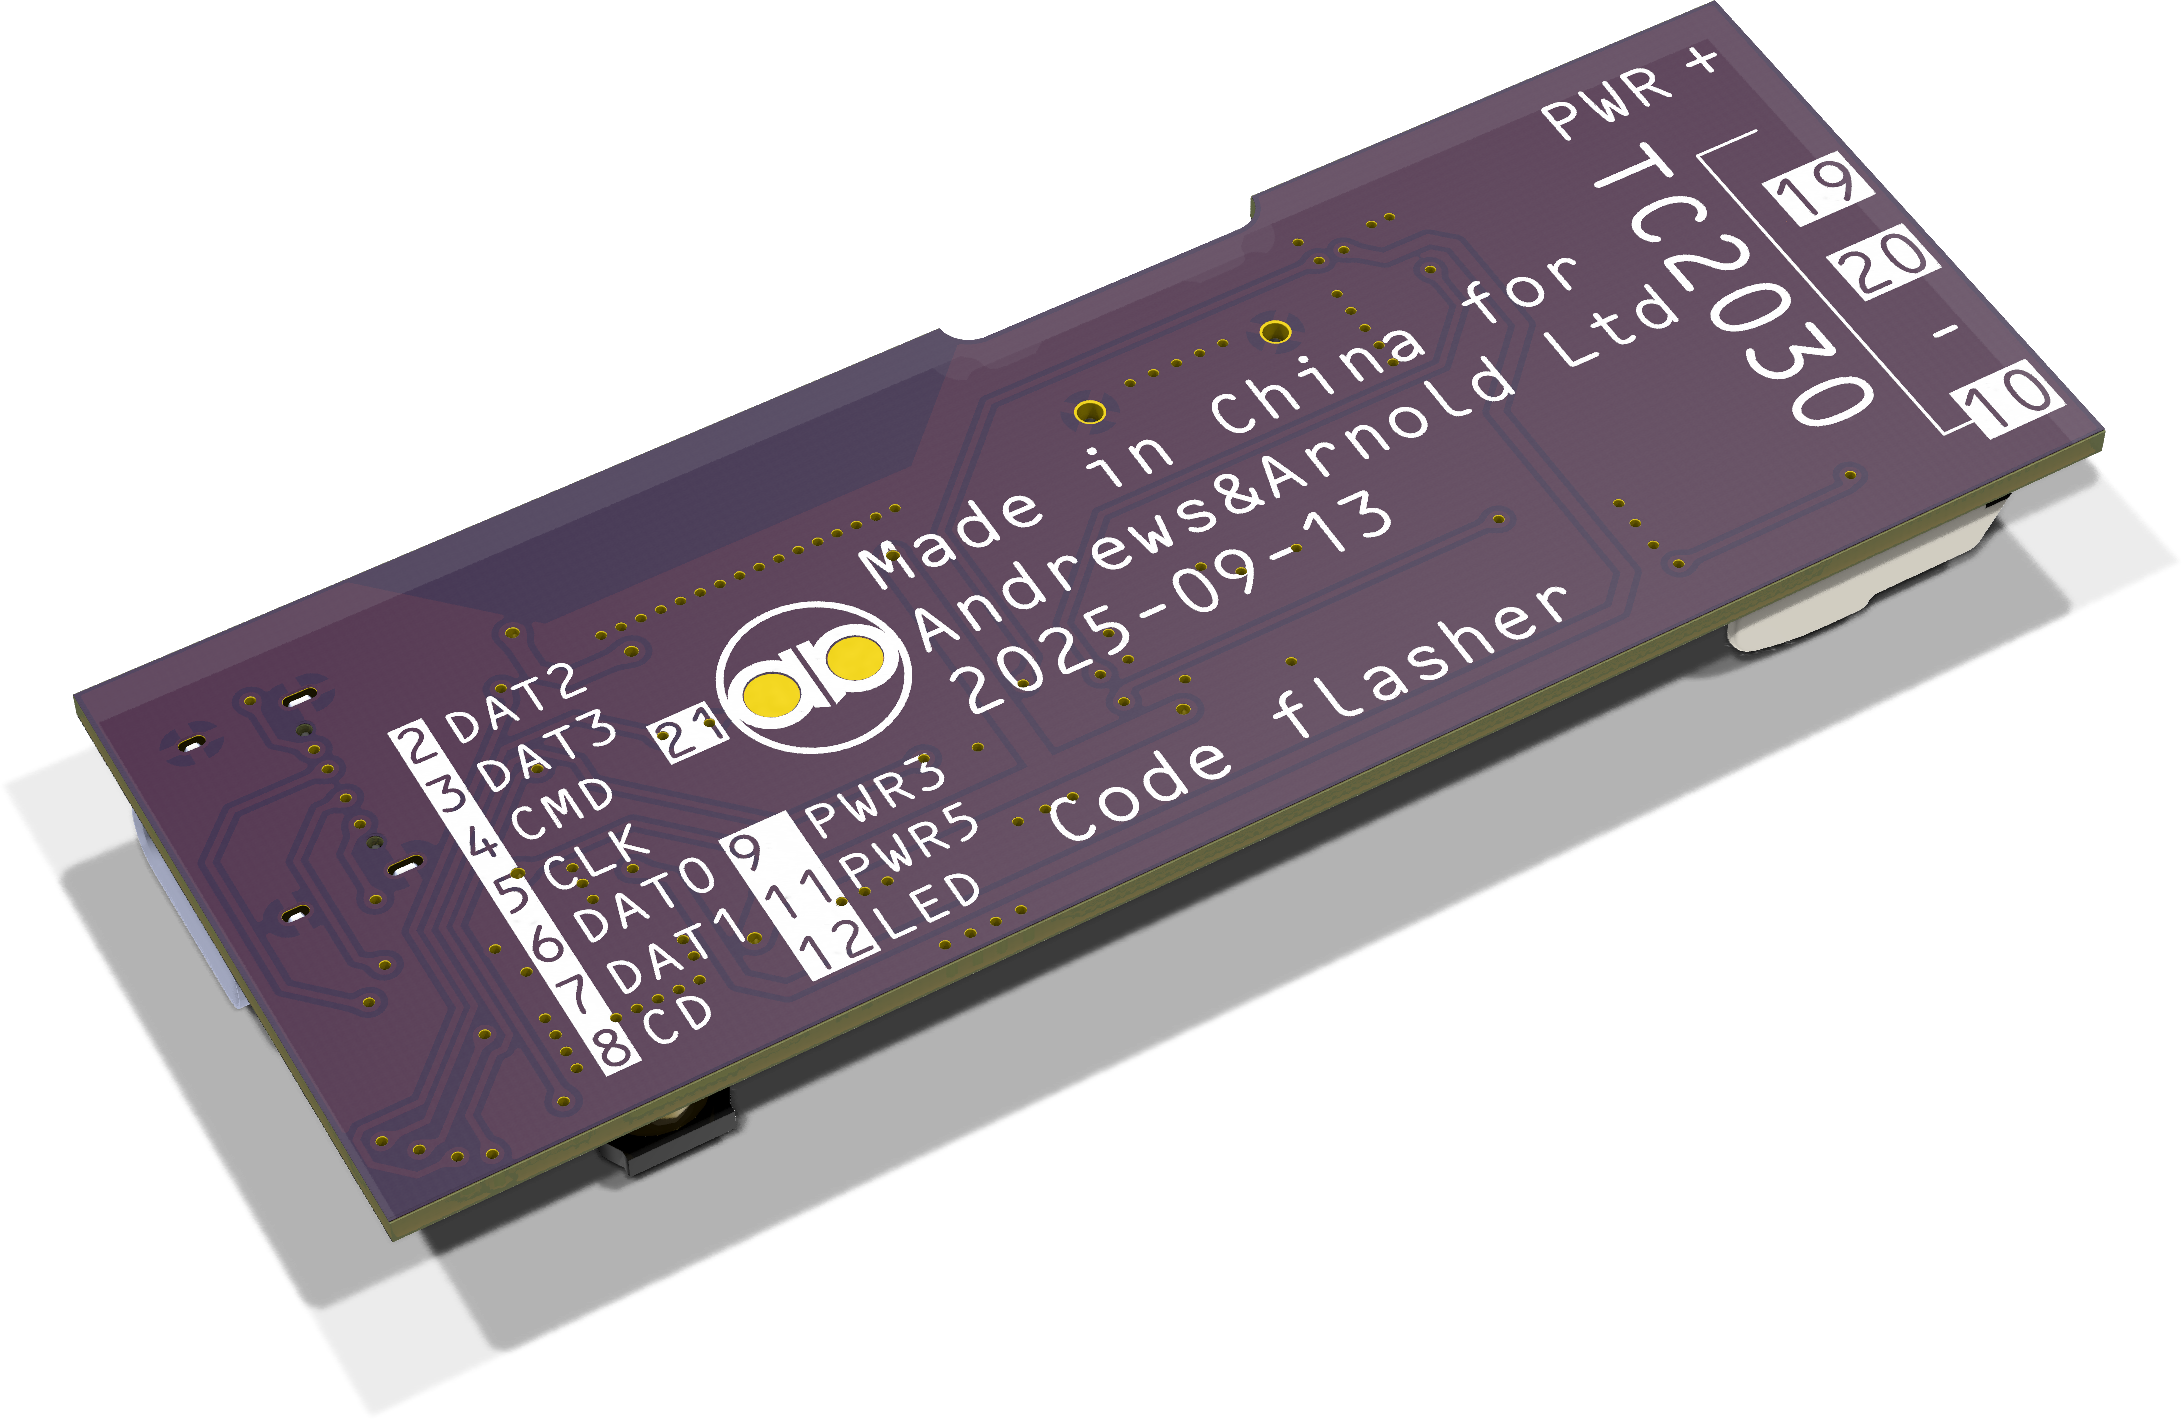 PWR +
TC2030
19
20
-
10
Made in China for
Andrews&Arnold Ltd
2025-09-13
Code flasher
aa
21
2 DAT2
3 DAT3
4 CMD
5 CLK
6 DAT0
7 DAT1
8 CD
9 PWR3
11 PWR5
12 LED